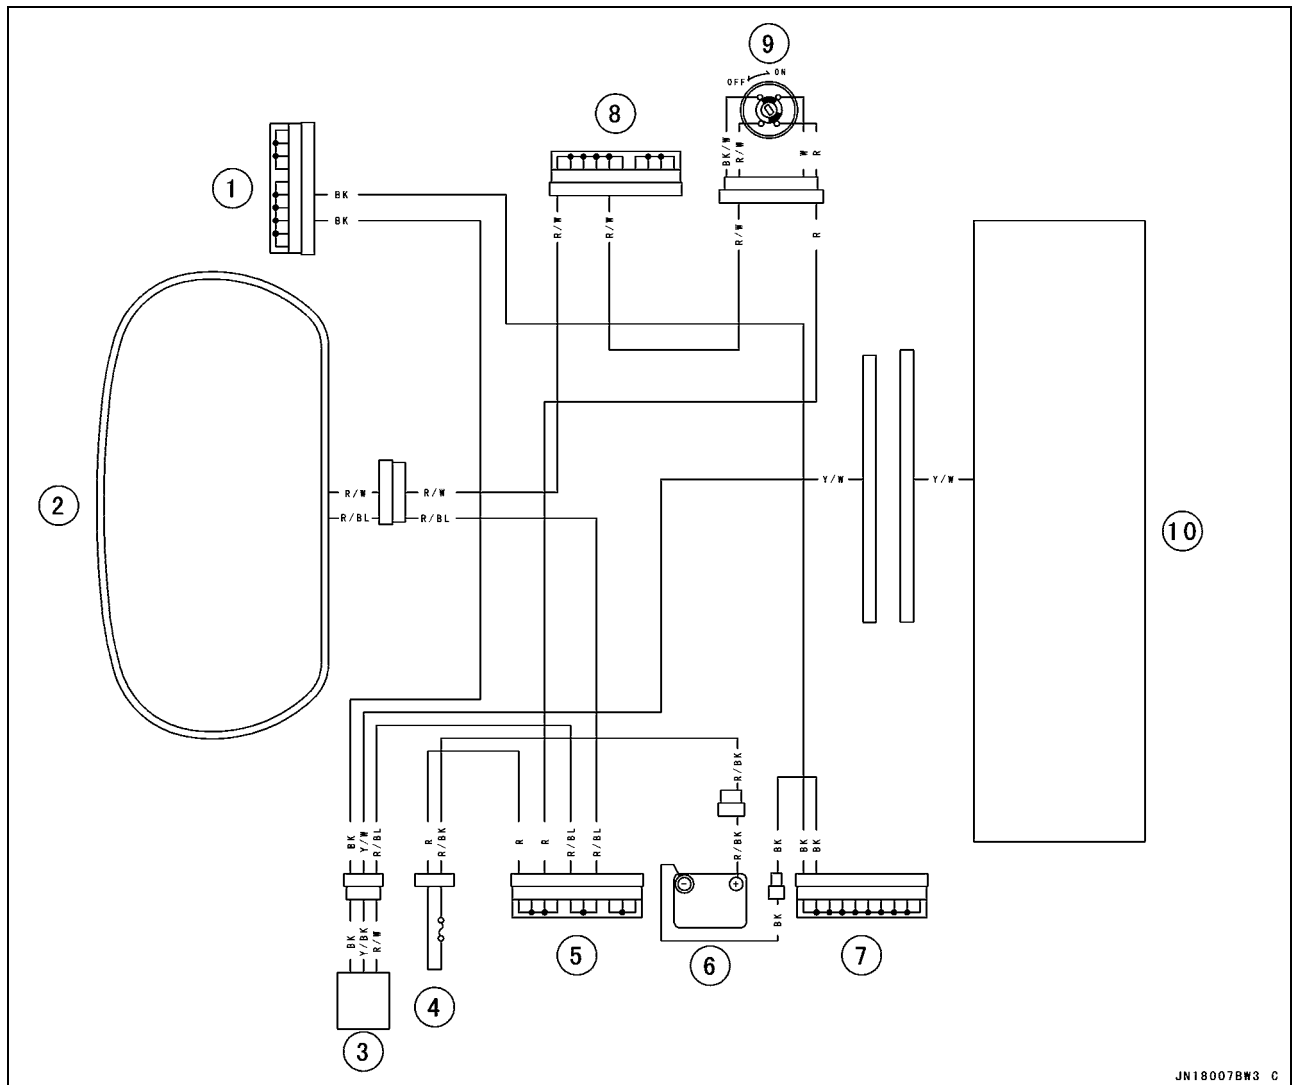 9
OFF ON
8
1
BK/W R/W W R
BK
BK
R/W R/W R/W R
2
R/W R/W
R/BL R/BL
Y/W Y/W
10
R/BK
BK Y/W R/BL R R/BK R R R/BL R/BL R/BK BK BK BK
- +
BK Y/BK R/W BK
5
6
7
4
3
JN18007BW3 C